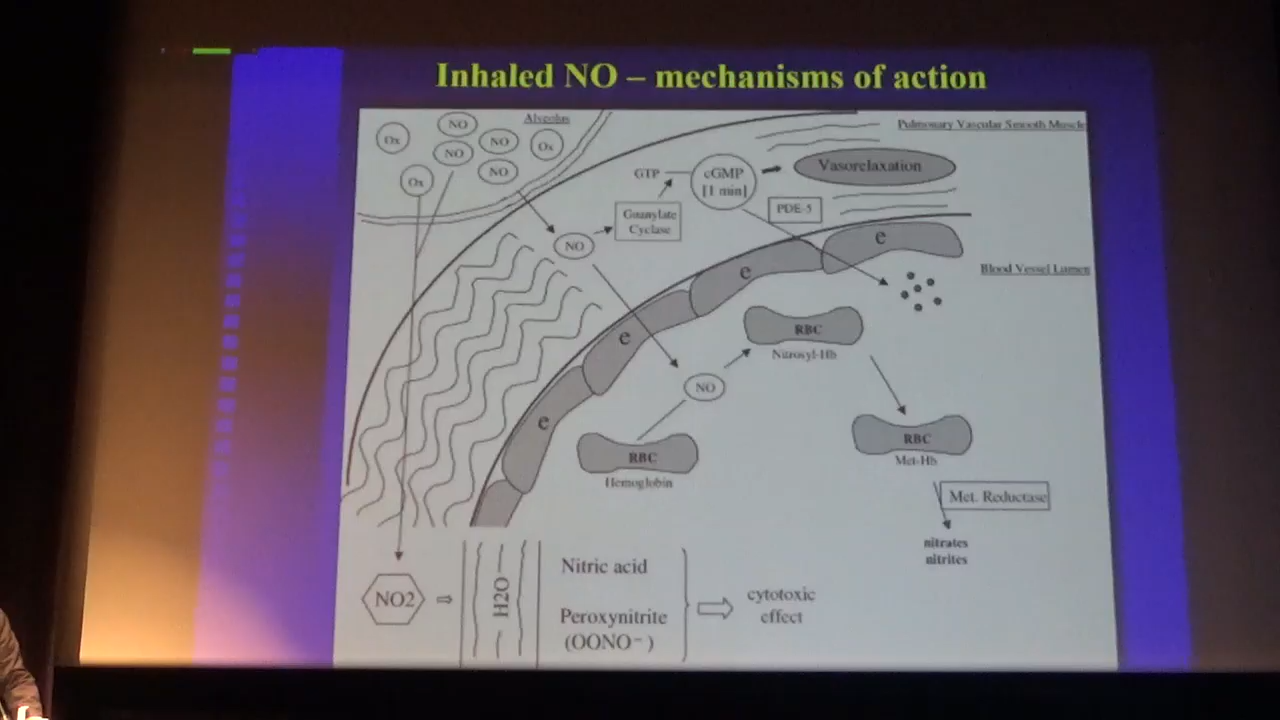 Inhaled NO – mechanisms of action
Alveolus
Pulmonary Vascular Smooth Muscle
Ox
NO
NO
NO
Ox
NO
Ox
GTP
cGMP
[1 min]
Vasorelaxation
PDE-5
Guanylate
Cyclase
NO
e
e
e
e
Blood Vessel Lumen
RBC
Nitrosyl-Hb
NO
RBC
Hemoglobin
RBC
Met-Hb
Met. Reductase
nitrates
nitrites
NO2
H2O
Nitric acid
Peroxynitrite
(OONO⁻)
cytotoxic
effect